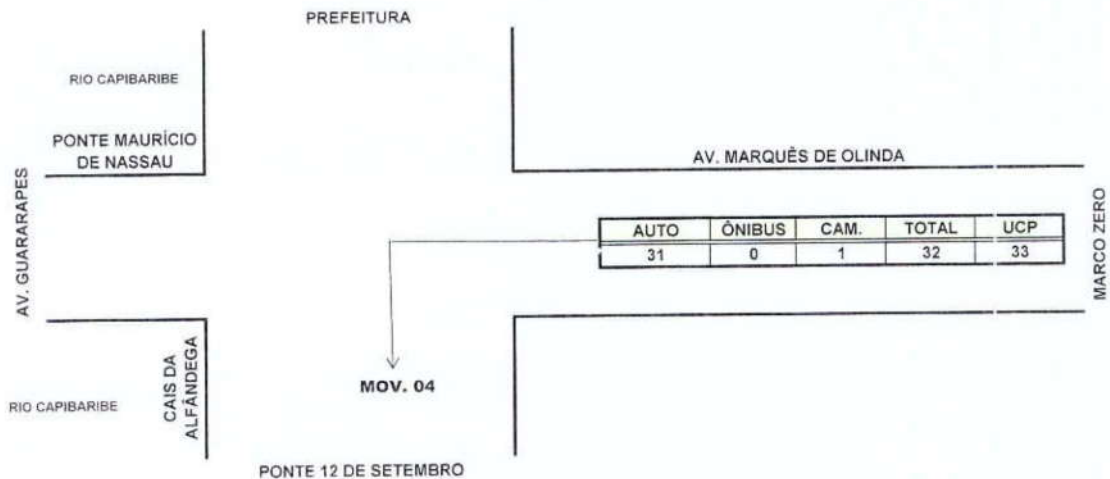 PREFEITURA
RIO CAPIBARIBE
PONTE MAURÍCIO
DE NASSAU
AV. MARQUÊS DE OLINDA
AV. GUARARAPES
MARCO ZERO
AUTO ÔNIBUS CAM. TOTAL UCP
31 0 1 32 33
CAIS DA
ALFÂNDEGA
MOV. 04
RIO CAPIBARIBE
PONTE 12 DE SETEMBRO